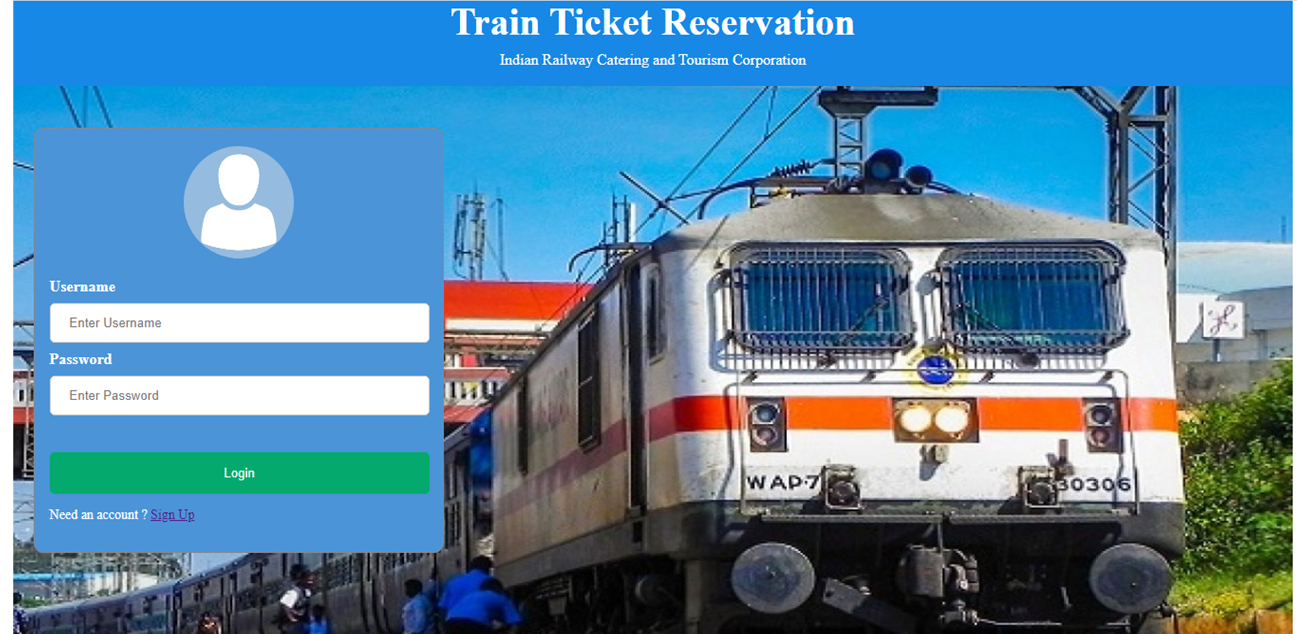 Train Ticket Reservation
Indian Railway Catering and Tourism Corporation
Username
Enter Username
Password
Enter Password
Login
Need an account ? Sign Up
WAP-7
30306